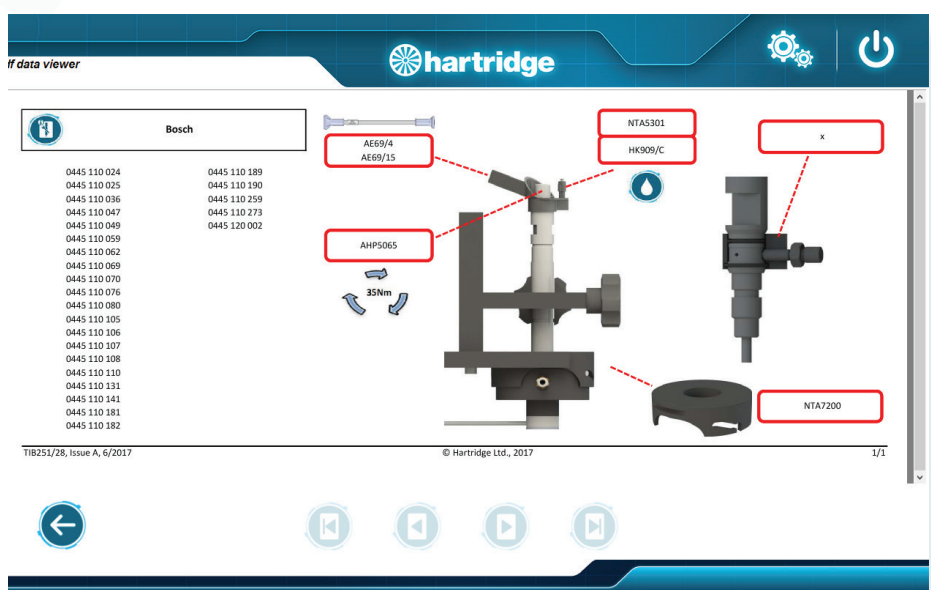 ff data viewer
hartridge
Bosch
0445 110 024
0445 110 025
0445 110 036
0445 110 047
0445 110 049
0445 110 059
0445 110 062
0445 110 069
0445 110 070
0445 110 076
0445 110 080
0445 110 105
0445 110 106
0445 110 107
0445 110 108
0445 110 110
0445 110 131
0445 110 141
0445 110 181
0445 110 182
0445 110 189
0445 110 190
0445 110 259
0445 110 273
0445 120 002
AE69/4
AE69/15
AHP5065
35Nm
NTA5301
HK909/C
x
NTA7200
TIB251/28, Issue A, 6/2017
© Hartridge Ltd., 2017
1/1